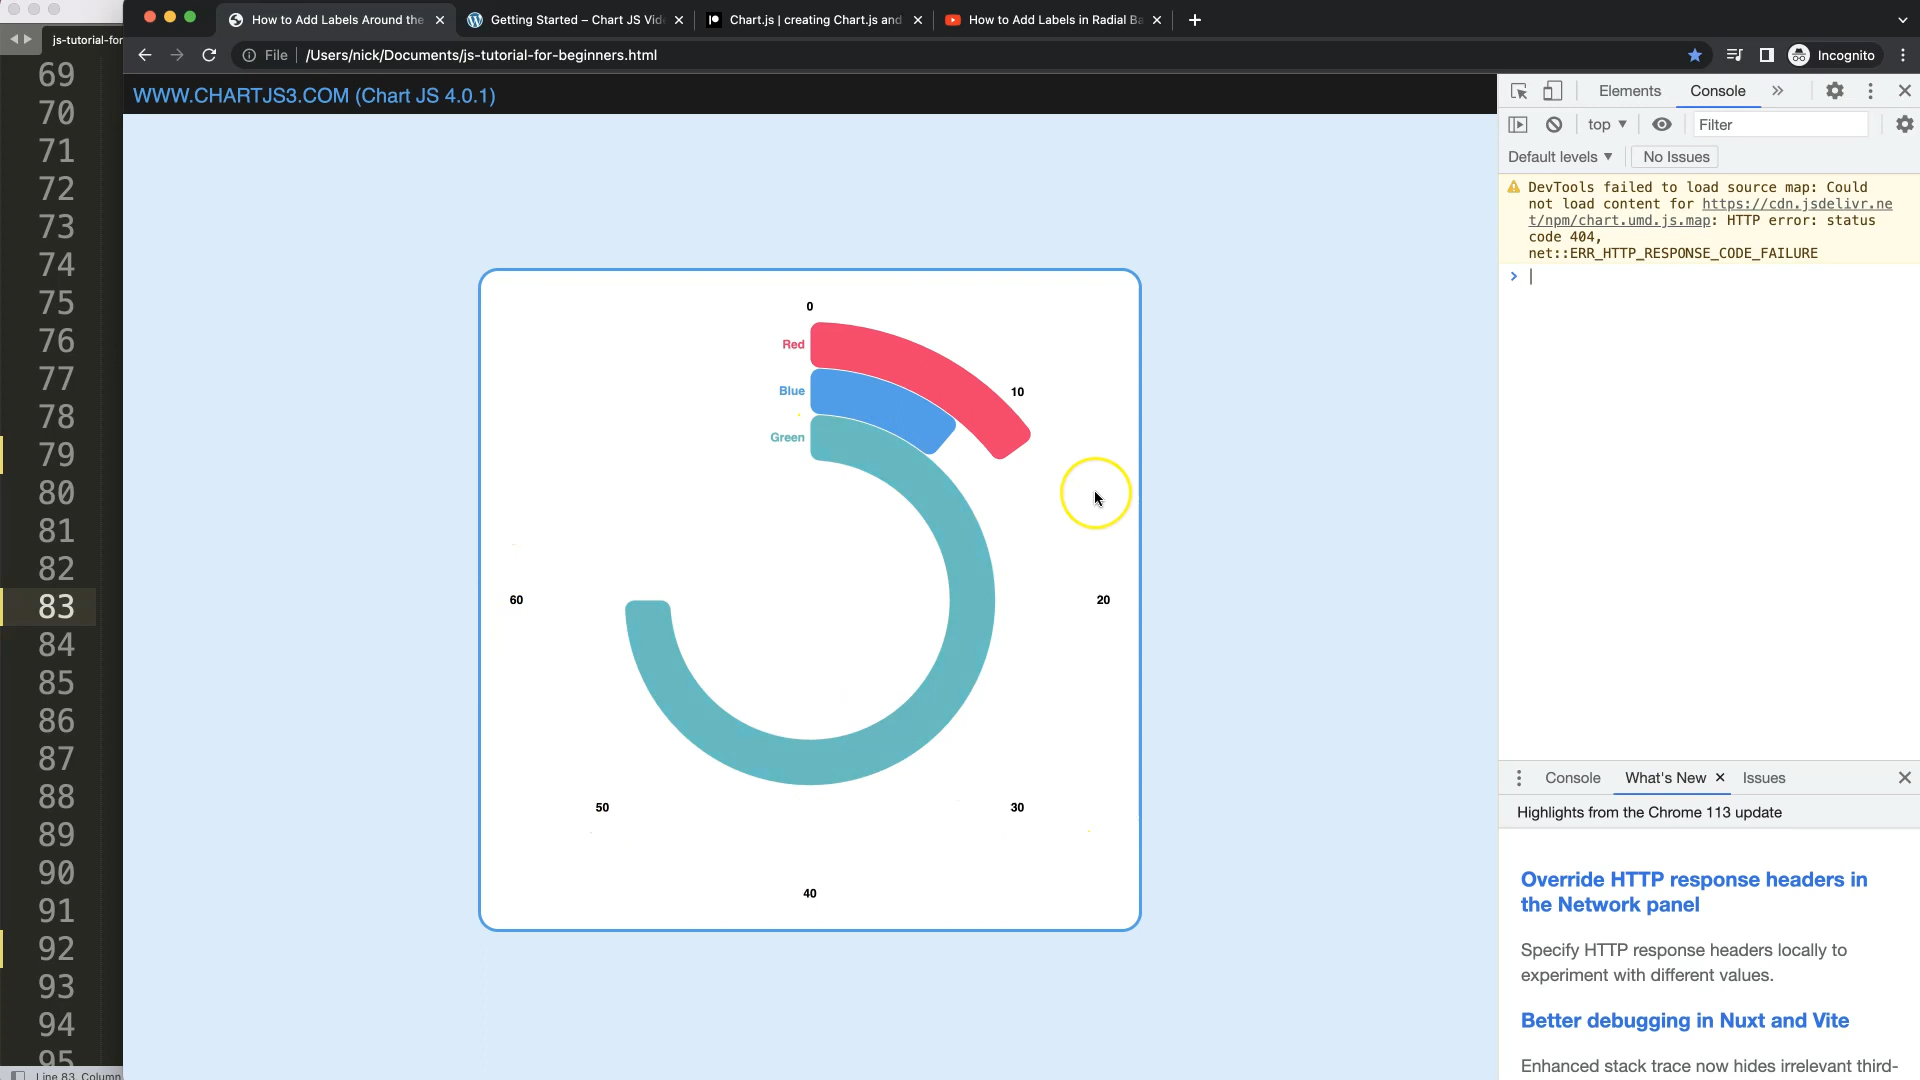 How to Add Labels Around the
Getting Started – Chart JS Vid
Chart.js | creating Chart.js and
How to Add Labels in Radial Ba
js-tutorial-for
File
/Users/nick/Documents/js-tutorial-for-beginners.html
Incognito
WWW.CHARTJS3.COM (Chart JS 4.0.1)
69
70
71
72
73
74
75
76
77
78
79
80
81
82
83
84
85
86
87
88
89
90
91
92
93
94
95
Line 83, Column
0
Red
10
Blue
Green
60
20
50
30
40
Elements
Console
top
Filter
Default levels
No Issues
DevTools failed to load source map: Could
not load content for https://cdn.jsdelivr.ne
t/npm/chart.umd.js.map: HTTP error: status
code 404,
net::ERR_HTTP_RESPONSE_CODE_FAILURE
Console
What's New
Issues
Highlights from the Chrome 113 update
Override HTTP response headers in
the Network panel
Specify HTTP response headers locally to
experiment with different values.
Better debugging in Nuxt and Vite
Enhanced stack trace now hides irrelevant third-